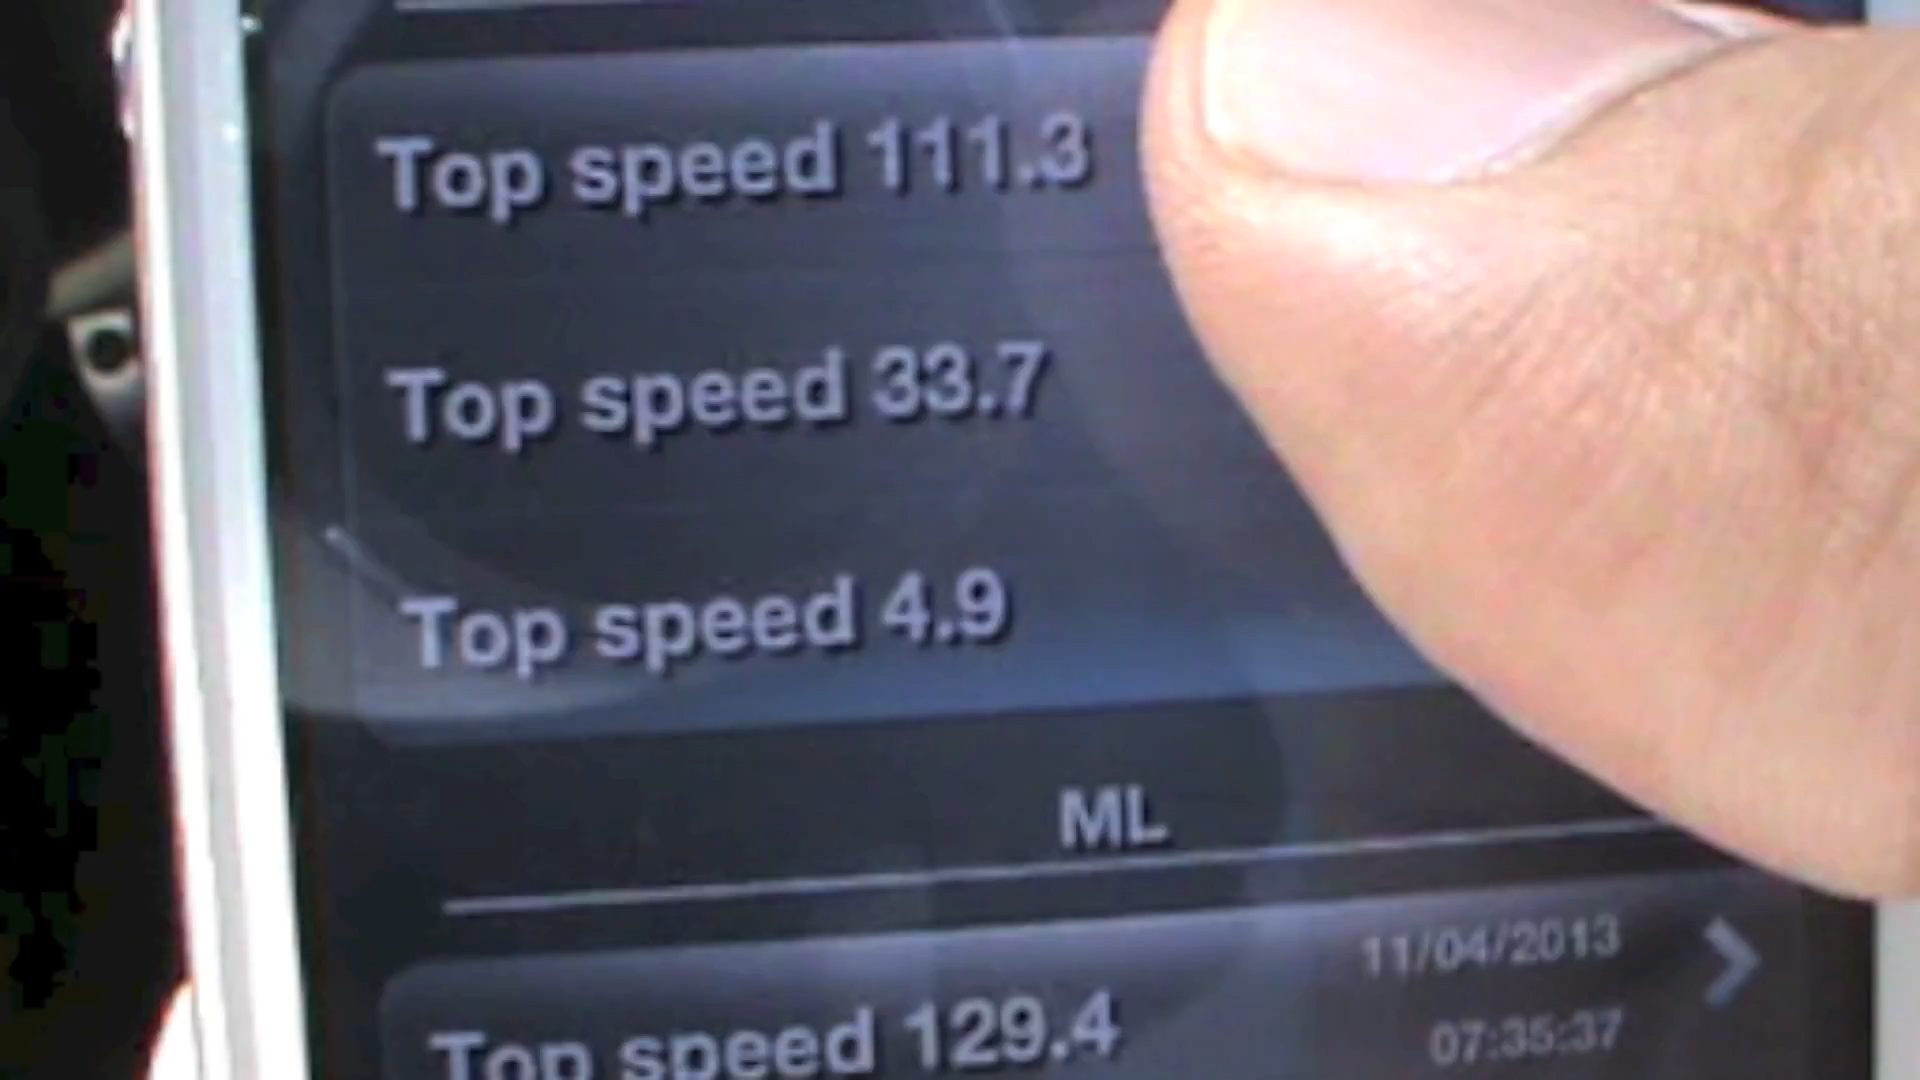 Top speed 111.3
Top speed 33.7
Top speed 4.9
ML
11/04/2013
Top speed 129.4
07:35:37